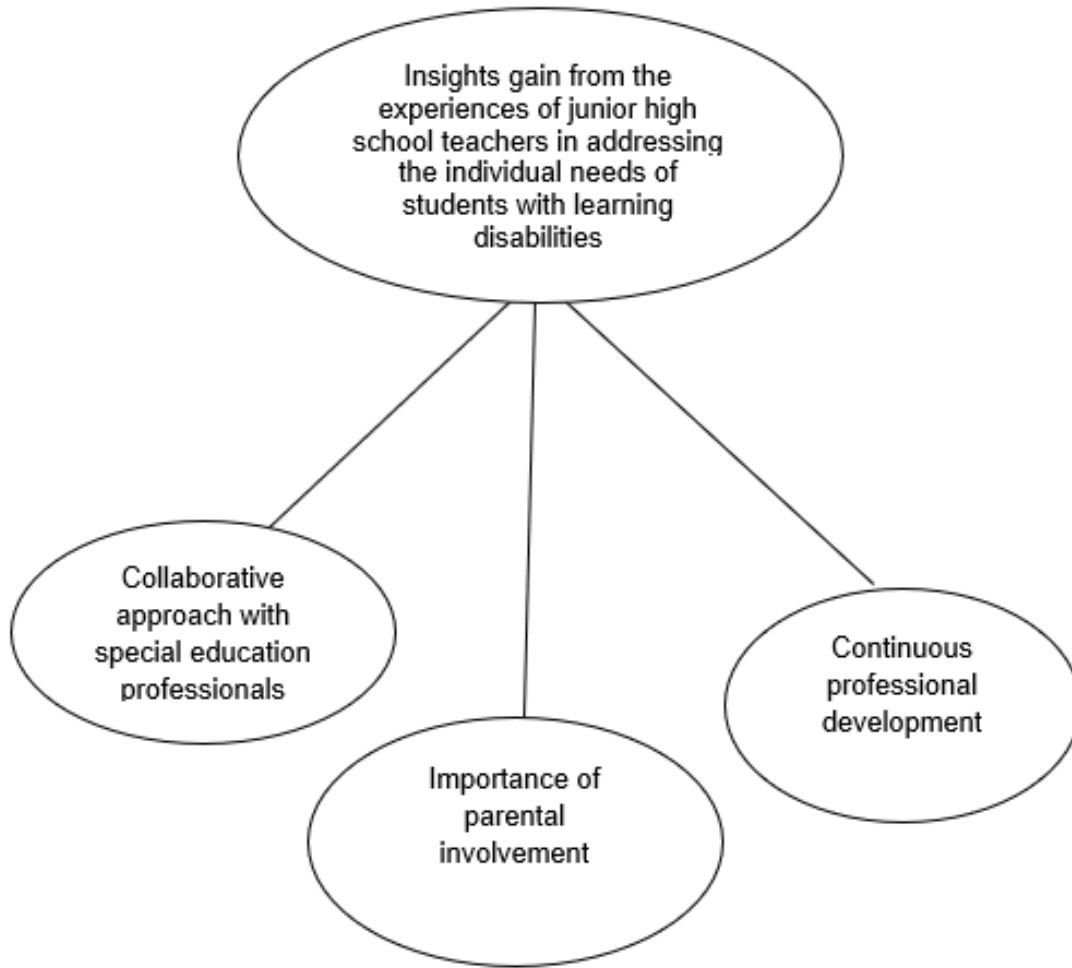 Insights gain from the
experiences of junior high
school teachers in addressing
the individual needs of
students with learning
disabilities
Collaborative
approach with
special education
professionals
Importance of
parental
involvement
Continuous
professional
development